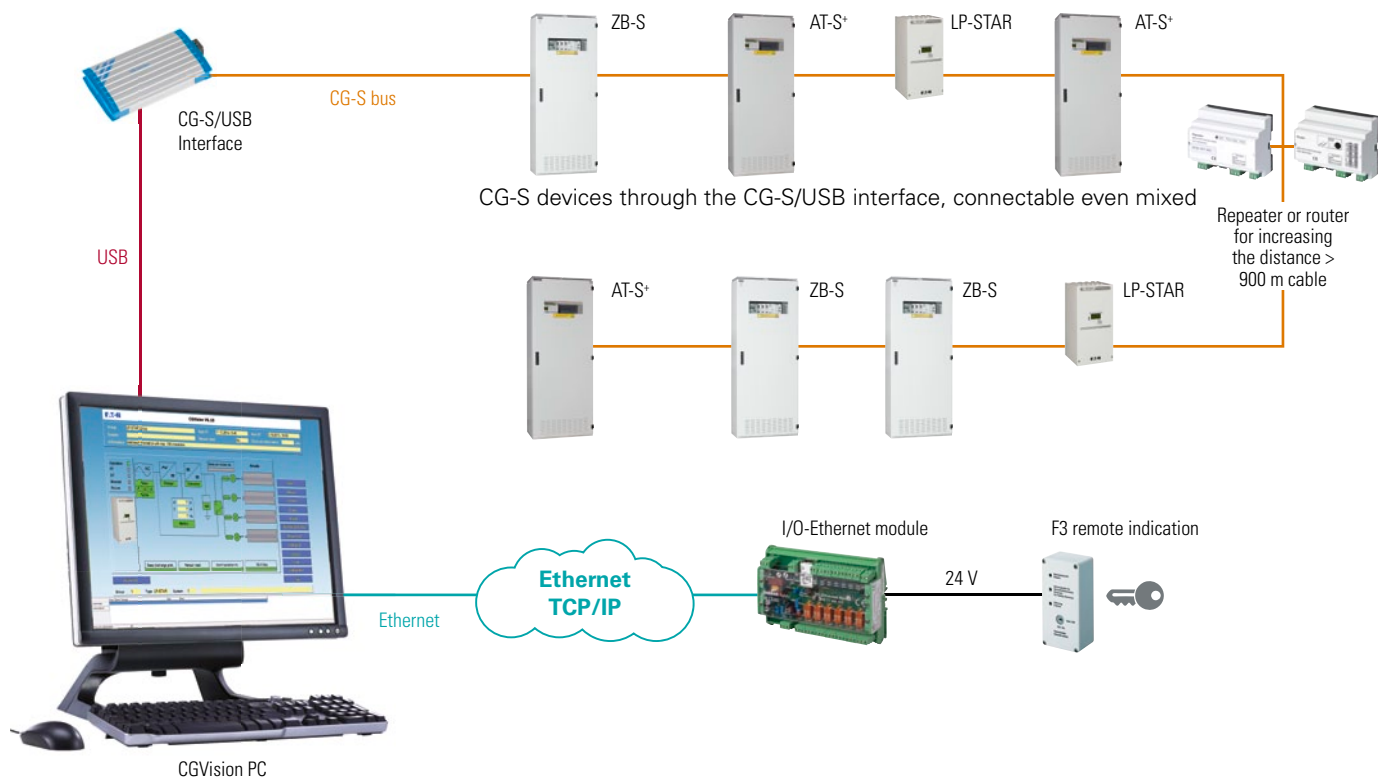 ZB-S
AT-S+
LP-STAR
AT-S+
CG-S bus
CG-S/USB
Interface
CG-S devices through the CG-S/USB interface, connectable even mixed
Repeater or router
for increasing
the distance >
900 m cable
USB
AT-S+
ZB-S
ZB-S
LP-STAR
I/O-Ethernet module
F3 remote indication
24 V
Ethernet
TCP/IP
Ethernet
CGVision PC